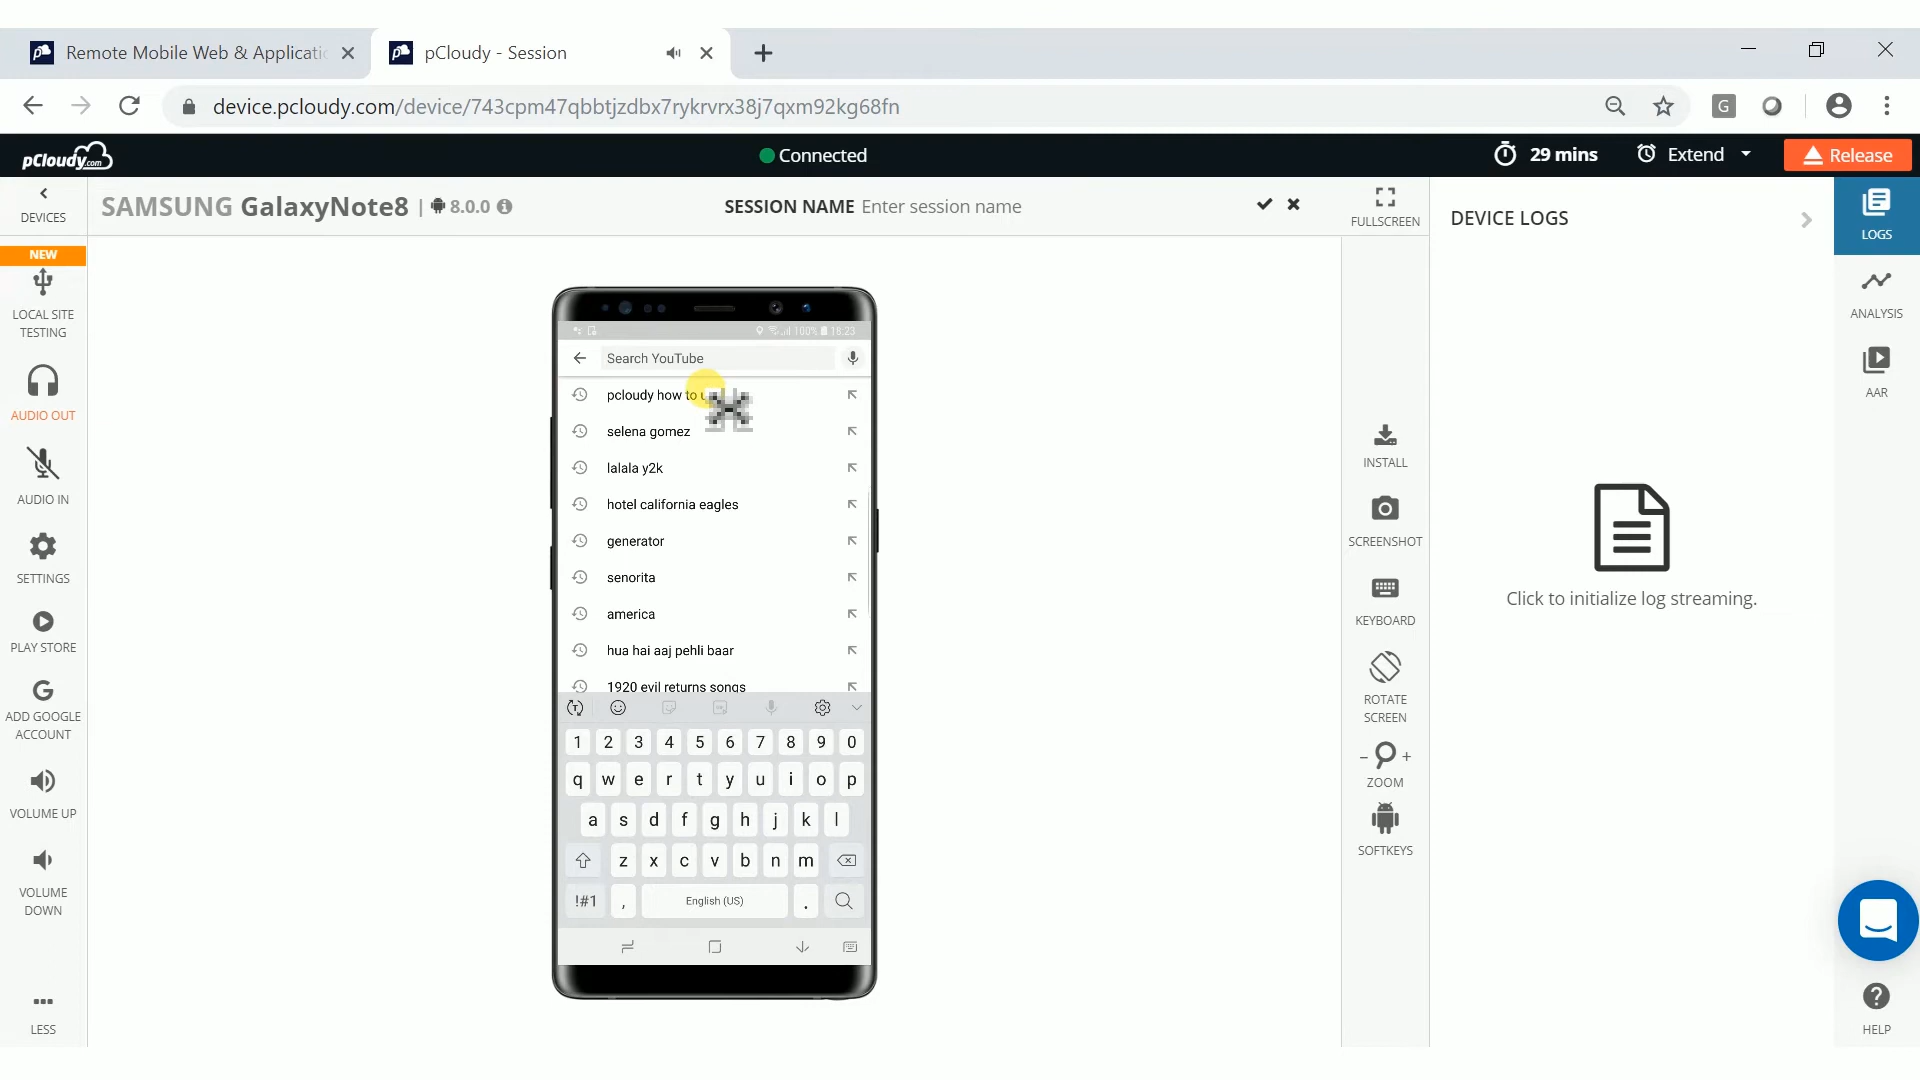 Remote Mobile Web & Applicatio
pCloudy - Session
device.pcloudy.com/device/743cpm47qbbtjzdbx7rykrvrx38j7qxm92kg68fn
G
pCloudy.com
Connected
29 mins
Extend
Release
DEVICES
SAMSUNG GalaxyNote8 | 8.0.0
SESSION NAME Enter session name
FULLSCREEN
DEVICE LOGS
LOGS
NEW
LOCAL SITE
TESTING
AUDIO OUT
AUDIO IN
SETTINGS
PLAY STORE
G
ADD GOOGLE
ACCOUNT
VOLUME UP
VOLUME
DOWN
LESS
100% 18:23
Search YouTube
pcloudy how to
selena gomez
lalala y2k
hotel california eagles
generator
senorita
america
hua hai aaj pehli baar
1920 evil returns songs
1 2 3 4 5 6 7 8 9 0
q w e r t y u i o p
a s d f g h j k l
z x c v b n m
!#1 , English (US) .
INSTALL
SCREENSHOT
KEYBOARD
ROTATE
SCREEN
- +
ZOOM
SOFTKEYS
Click to initialize log streaming.
ANALYSIS
AAR
HELP